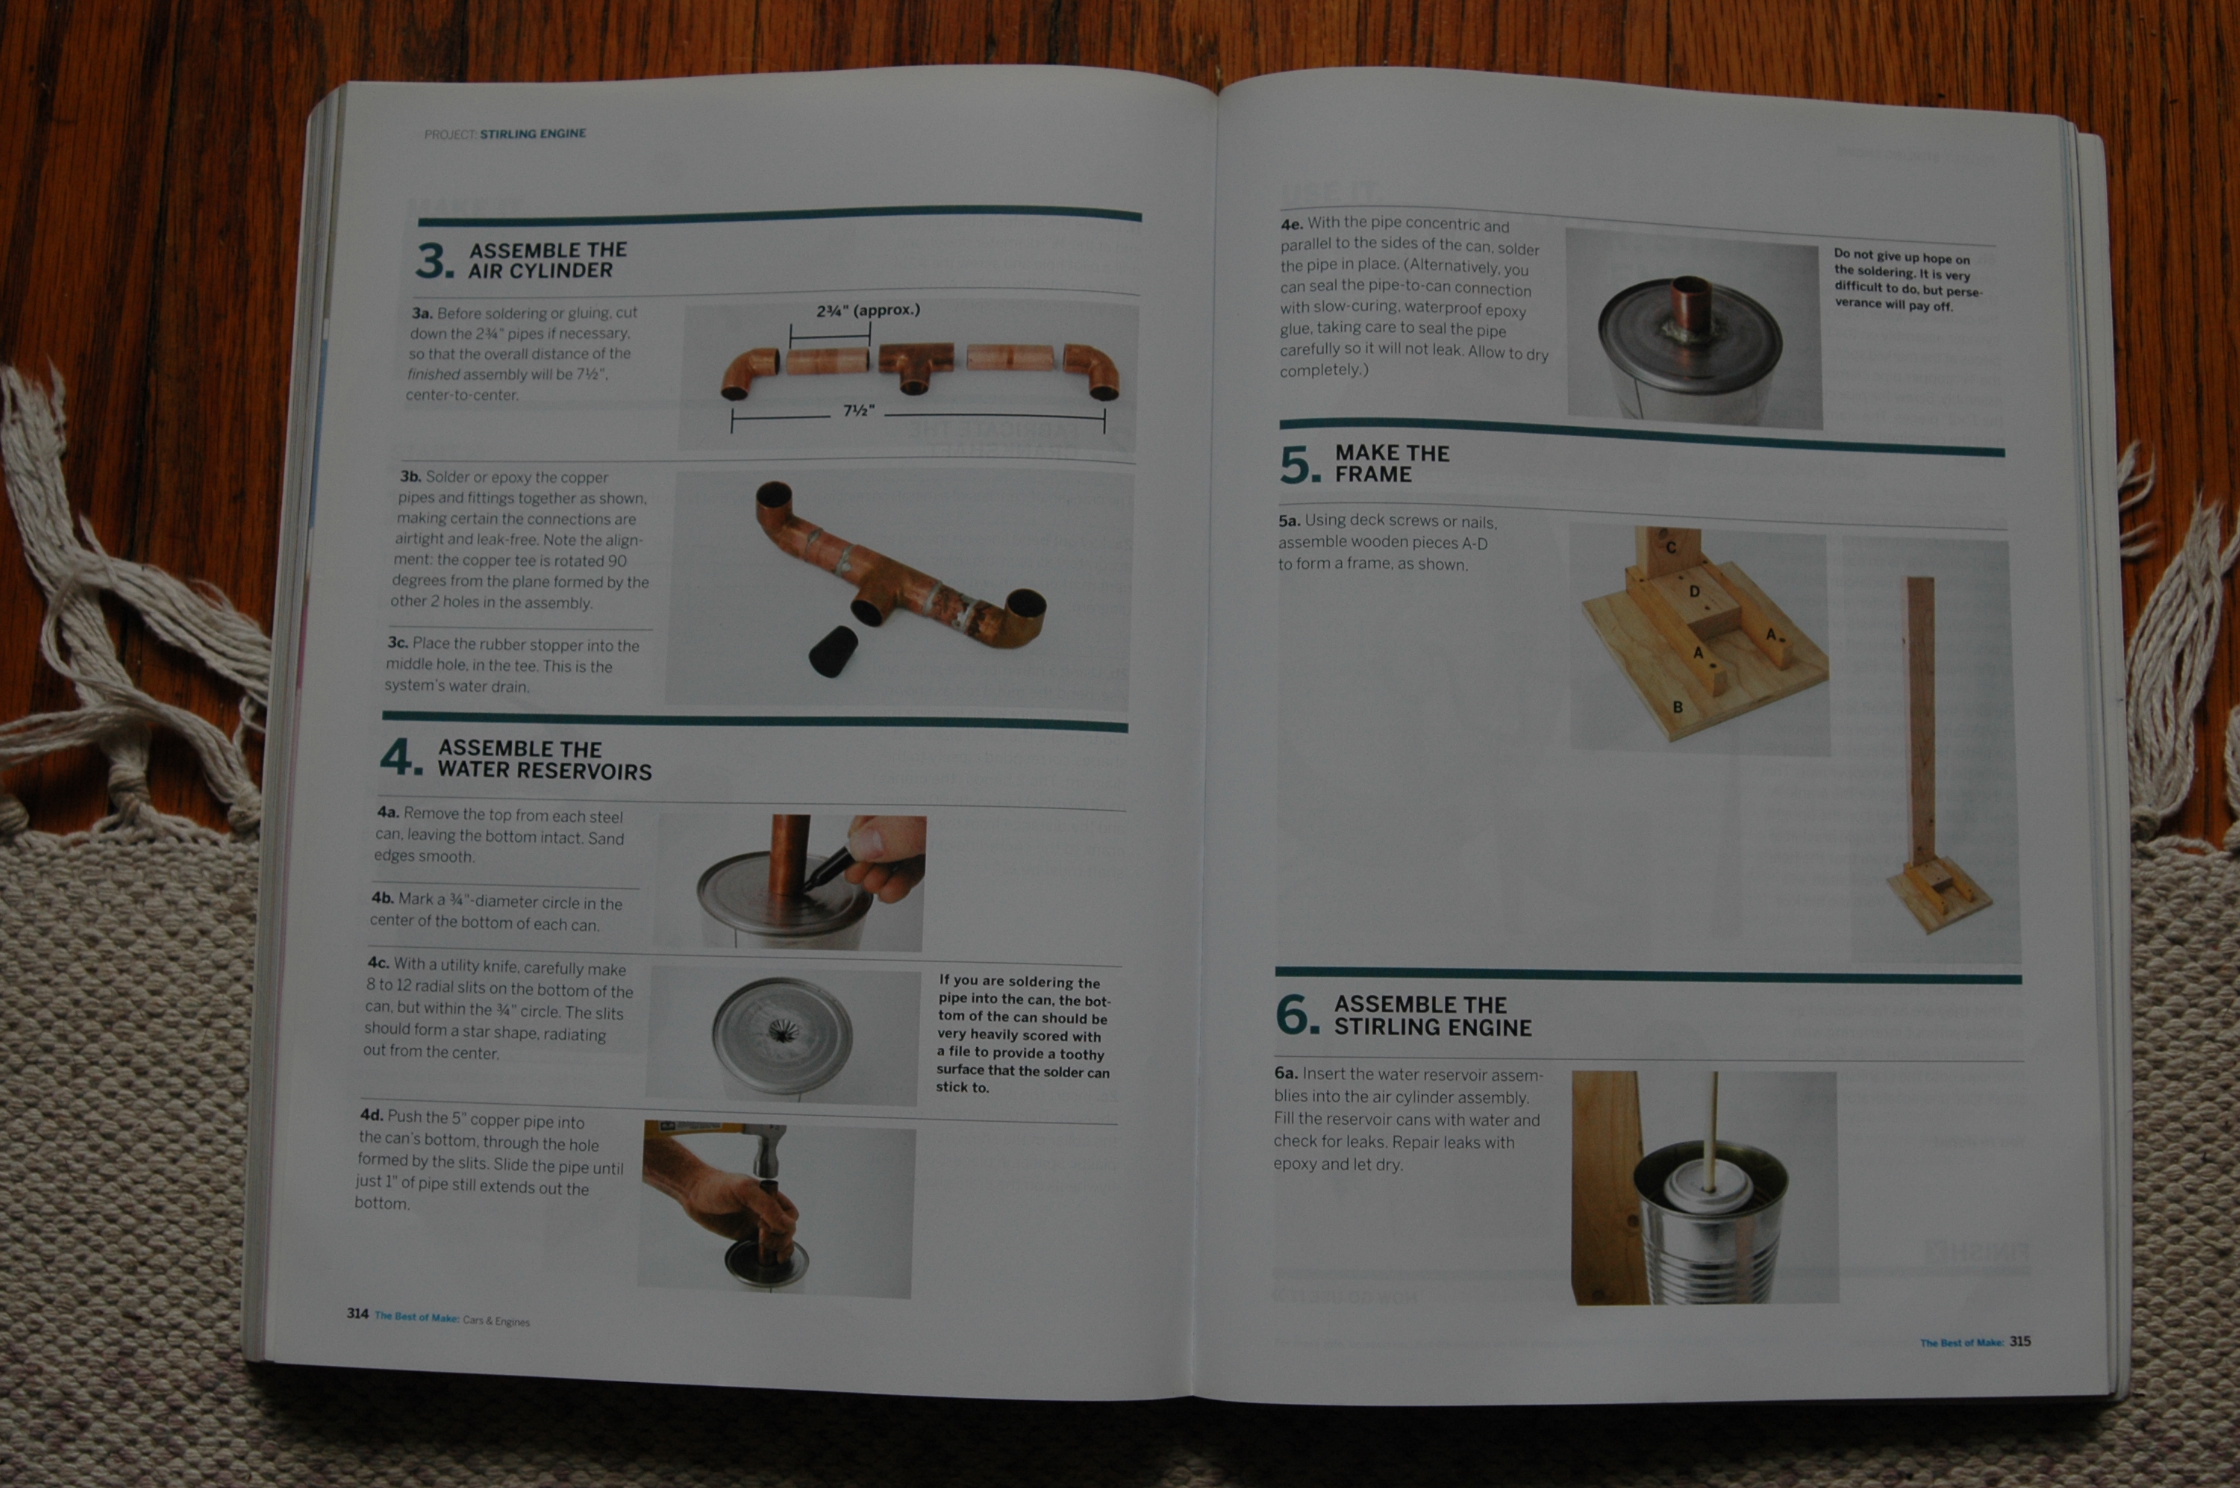 PROJECT: STIRLING ENGINE
3. ASSEMBLE THE
AIR CYLINDER
3a. Before soldering or gluing, cut
down the 2¾" pipes if necessary,
so that the overall distance of the
finished assembly will be 7½",
center-to-center.
2¾" (approx.)
7½"
3b. Solder or epoxy the copper
pipes and fittings together as shown,
making certain the connections are
airtight and leak-free. Note the align-
ment: the copper tee is rotated 90
degrees from the plane formed by the
other 2 holes in the assembly.
3c. Place the rubber stopper into the
middle hole, in the tee. This is the
system's water drain.
4. ASSEMBLE THE
WATER RESERVOIRS
4a. Remove the top from each steel
can, leaving the bottom intact. Sand
edges smooth.
4b. Mark a ¾"-diameter circle in the
center of the bottom of each can.
4c. With a utility knife, carefully make
8 to 12 radial slits on the bottom of the
can, but within the ¾" circle. The slits
should form a star shape, radiating
out from the center.
If you are soldering the
pipe into the can, the bot-
tom of the can should be
very heavily scored with
a file to provide a toothy
surface that the solder can
stick to.
4d. Push the 5" copper pipe into
the can's bottom, through the hole
formed by the slits. Slide the pipe until
just 1" of pipe still extends out the
bottom.
314 The Best of Make: Cars & Engines
4e. With the pipe concentric and
parallel to the sides of the can, solder
the pipe in place. (Alternatively, you
can seal the pipe-to-can connection
with slow-curing, waterproof epoxy
glue, taking care to seal the pipe
carefully so it will not leak. Allow to dry
completely.)
Do not give up hope on
the soldering. It is very
difficult to do, but perse-
verance will pay off.
5. MAKE THE
FRAME
5a. Using deck screws or nails,
assemble wooden pieces A-D
to form a frame, as shown.
C
D
A
A
B
6. ASSEMBLE THE
STIRLING ENGINE
6a. Insert the water reservoir assem-
blies into the air cylinder assembly.
Fill the reservoir cans with water and
check for leaks. Repair leaks with
epoxy and let dry.
The Best of Make: 315